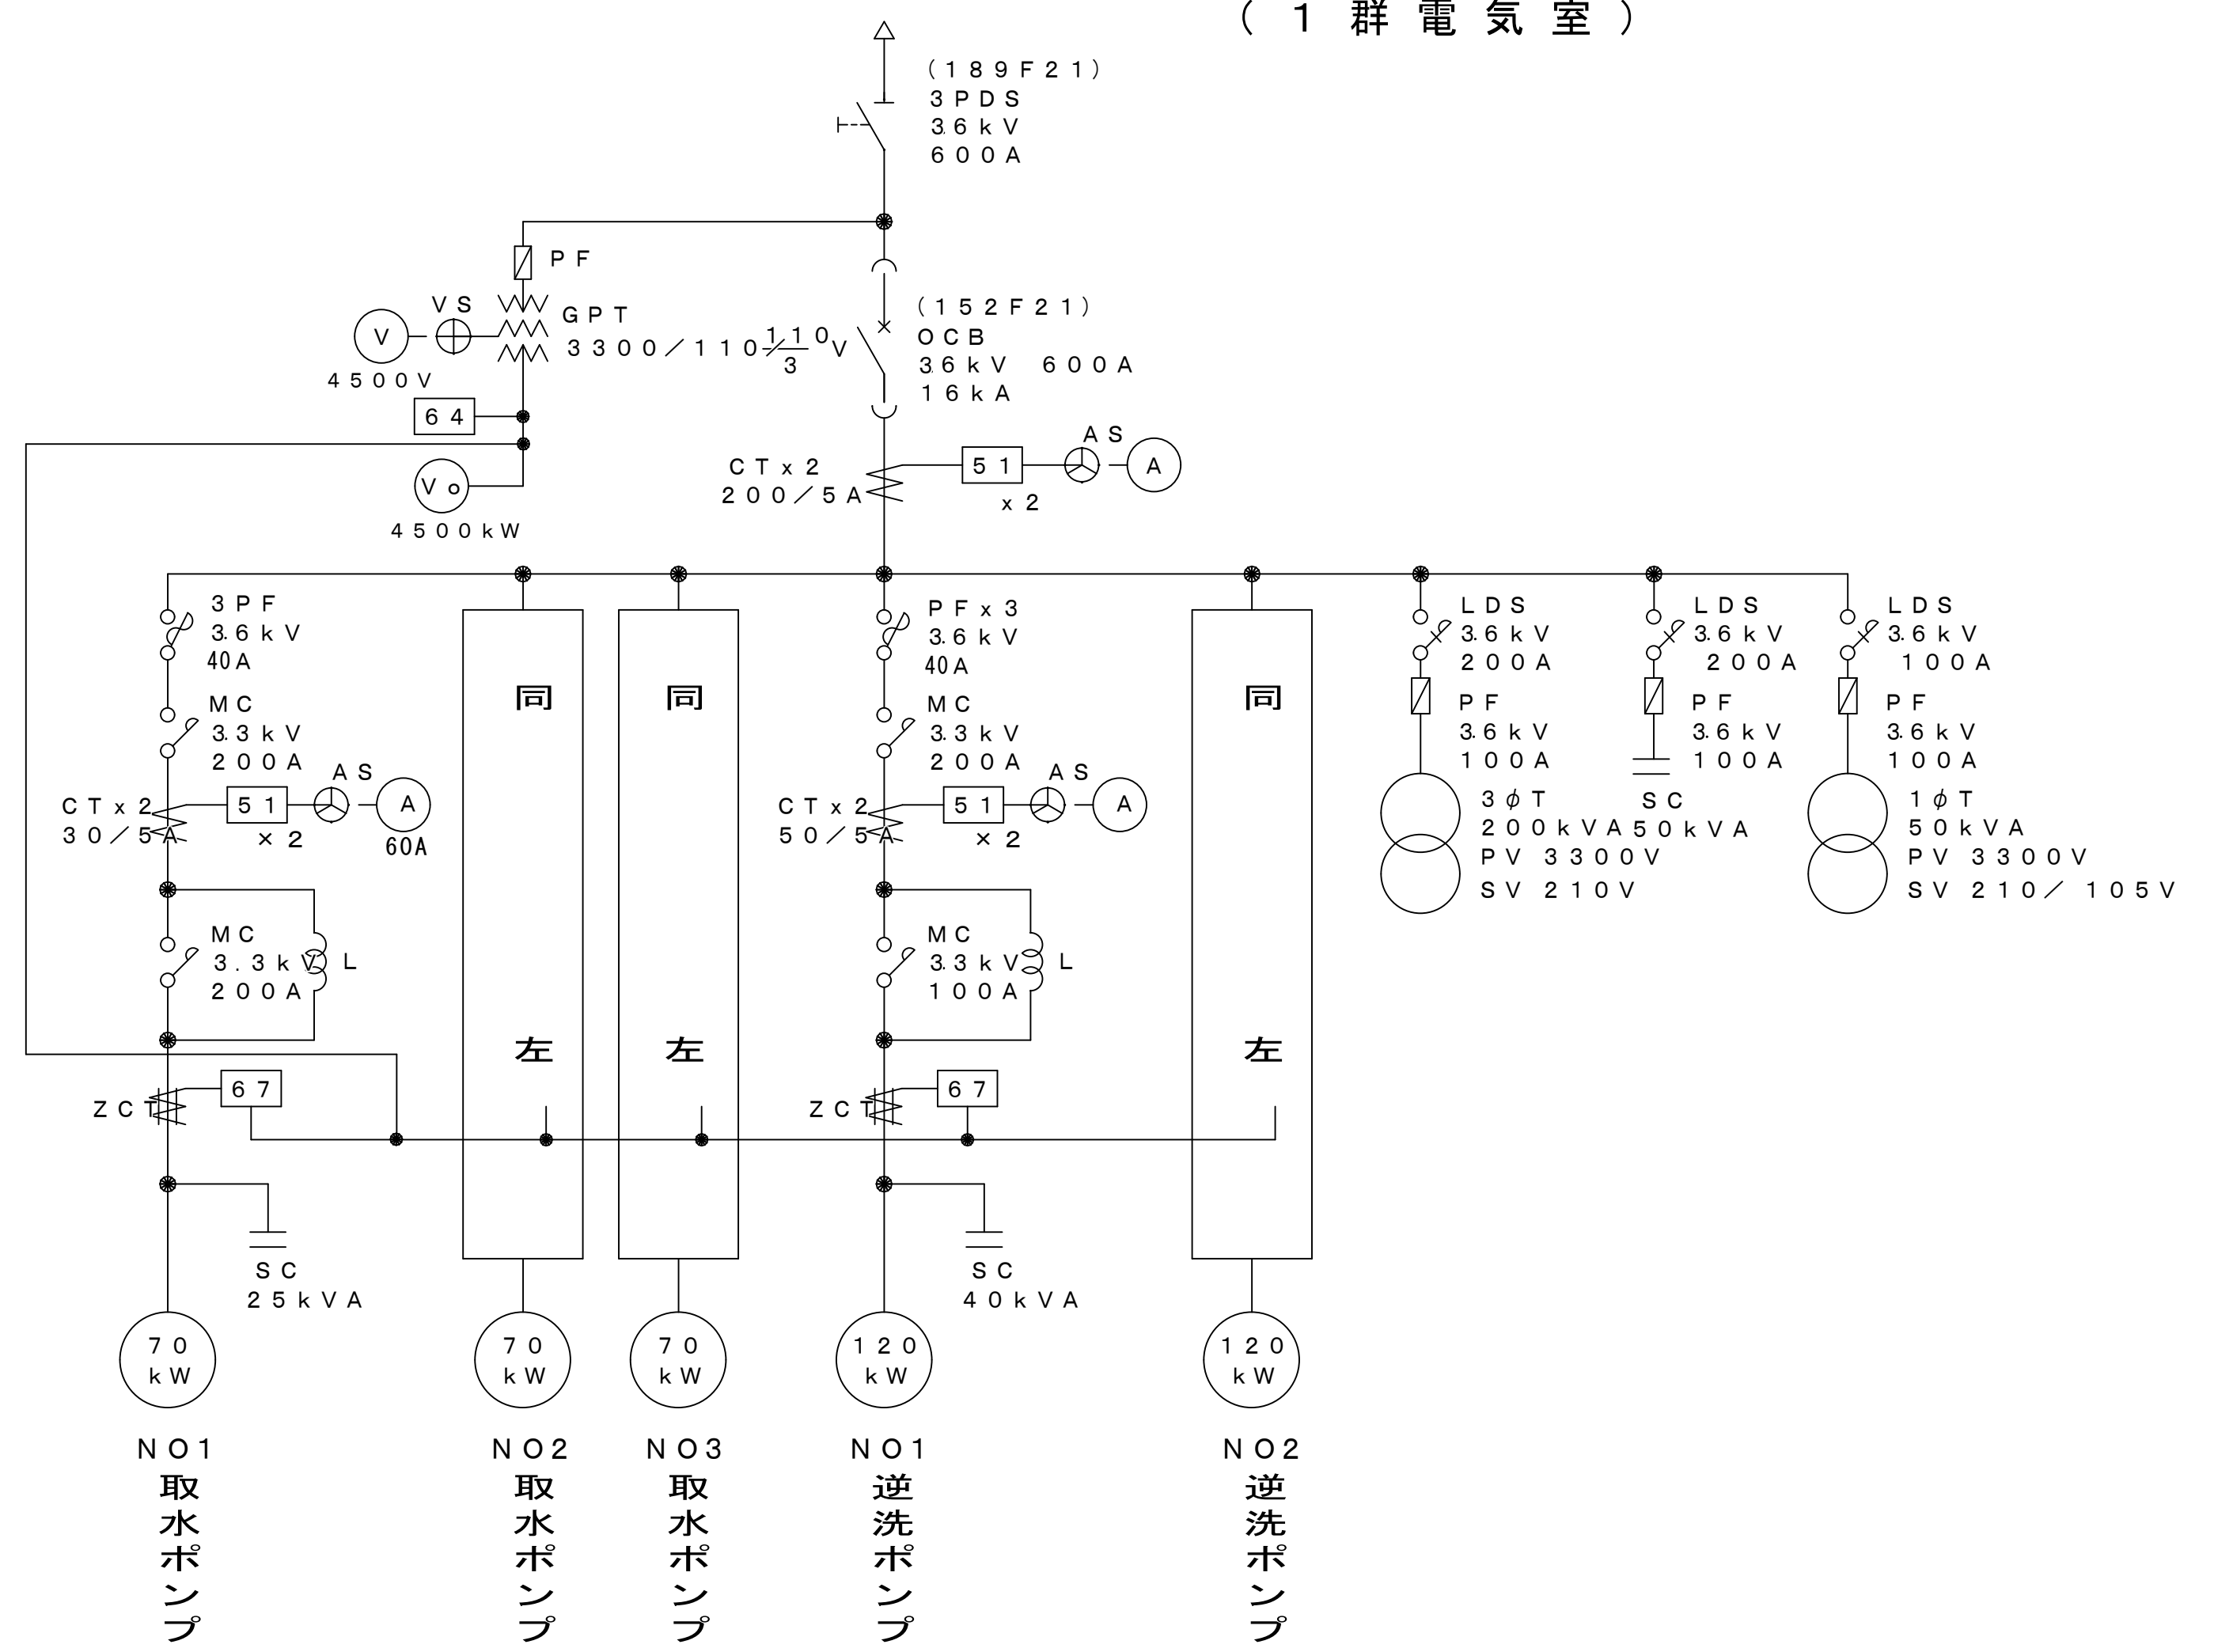 （１群電気室）
（１８９Ｆ２１）
３ＰＤＳ
3.６ｋＶ
６００Ａ
ＰＦ
ＶＳ
Ｖ
ＧＰＴ
３３００／１１０／110/3 Ｖ
４５００Ｖ
（１５２Ｆ２１）
ＯＣＢ
3.６ｋＶ　６００Ａ
１６ｋＡ
６４
Ｖo
４５００ｋＷ
ＣＴｘ２
２００／５Ａ
５１
ｘ２
ＡＳ
Ａ
３ＰＦ
3.６ｋＶ
40Ａ
ＭＣ
3.３ｋＶ
２００Ａ
ＣＴｘ２
３０／５Ａ
５１
×２
ＡＳ
Ａ
60A
ＭＣ
３.３ｋＶ
２００Ａ
Ｌ
ＺＣＴ
６７
ＳＣ
２５ｋＶＡ
７０
ｋＷ
ＮＯ１
取水ポンプ
同
左
７０
ｋＷ
ＮＯ２
取水ポンプ
同
左
７０
ｋＷ
ＮＯ３
取水ポンプ
ＰＦｘ３
3.６ｋＶ
40Ａ
ＭＣ
3.３ｋＶ
２００Ａ
ＣＴｘ２
５０／５Ａ
５１
×２
ＡＳ
Ａ
ＭＣ
3.３ｋＶ
１００Ａ
Ｌ
ＺＣＴ
６７
ＳＣ
４０ｋＶＡ
１２０
ｋＷ
ＮＯ１
逆洗ポンプ
同
左
１２０
ｋＷ
ＮＯ２
逆洗ポンプ
ＬＤＳ
3.６ｋＶ
２００Ａ
ＰＦ
3.６ｋＶ
１００Ａ
３φＴ
２００ｋＶＡ
ＰＶ ３３００Ｖ
ＳＶ ２１０Ｖ
ＬＤＳ
3.６ｋＶ
２００Ａ
ＰＦ
3.６ｋＶ
１００Ａ
ＳＣ
５０ｋＶＡ
ＬＤＳ
3.６ｋＶ
１００Ａ
ＰＦ
3.６ｋＶ
１００Ａ
１φＴ
５０ｋＶＡ
ＰＶ ３３００Ｖ
ＳＶ ２１０／ １０５Ｖ